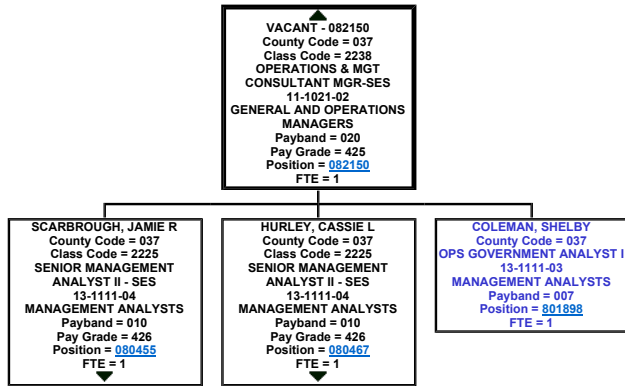 VACANT - 082150
County Code = 037
Class Code = 2238
OPERATIONS & MGT
CONSULTANT MGR-SES
11-1021-02
GENERAL AND OPERATIONS
MANAGERS
Payband = 020
Pay Grade = 425
Position = 082150
FTE = 1
SCARBROUGH, JAMIE R
County Code = 037
Class Code = 2225
SENIOR MANAGEMENT
ANALYST II - SES
13-1111-04
MANAGEMENT ANALYSTS
Payband = 010
Pay Grade = 426
Position = 080455
FTE = 1
HURLEY, CASSIE L
County Code = 037
Class Code = 2225
SENIOR MANAGEMENT
ANALYST II - SES
13-1111-04
MANAGEMENT ANALYSTS
Payband = 010
Pay Grade = 426
Position = 080467
FTE = 1
COLEMAN, SHELBY
County Code = 037
OPS GOVERNMENT ANALYST I
13-1111-03
MANAGEMENT ANALYSTS
Payband = 007
Position = 801898
FTE = 1